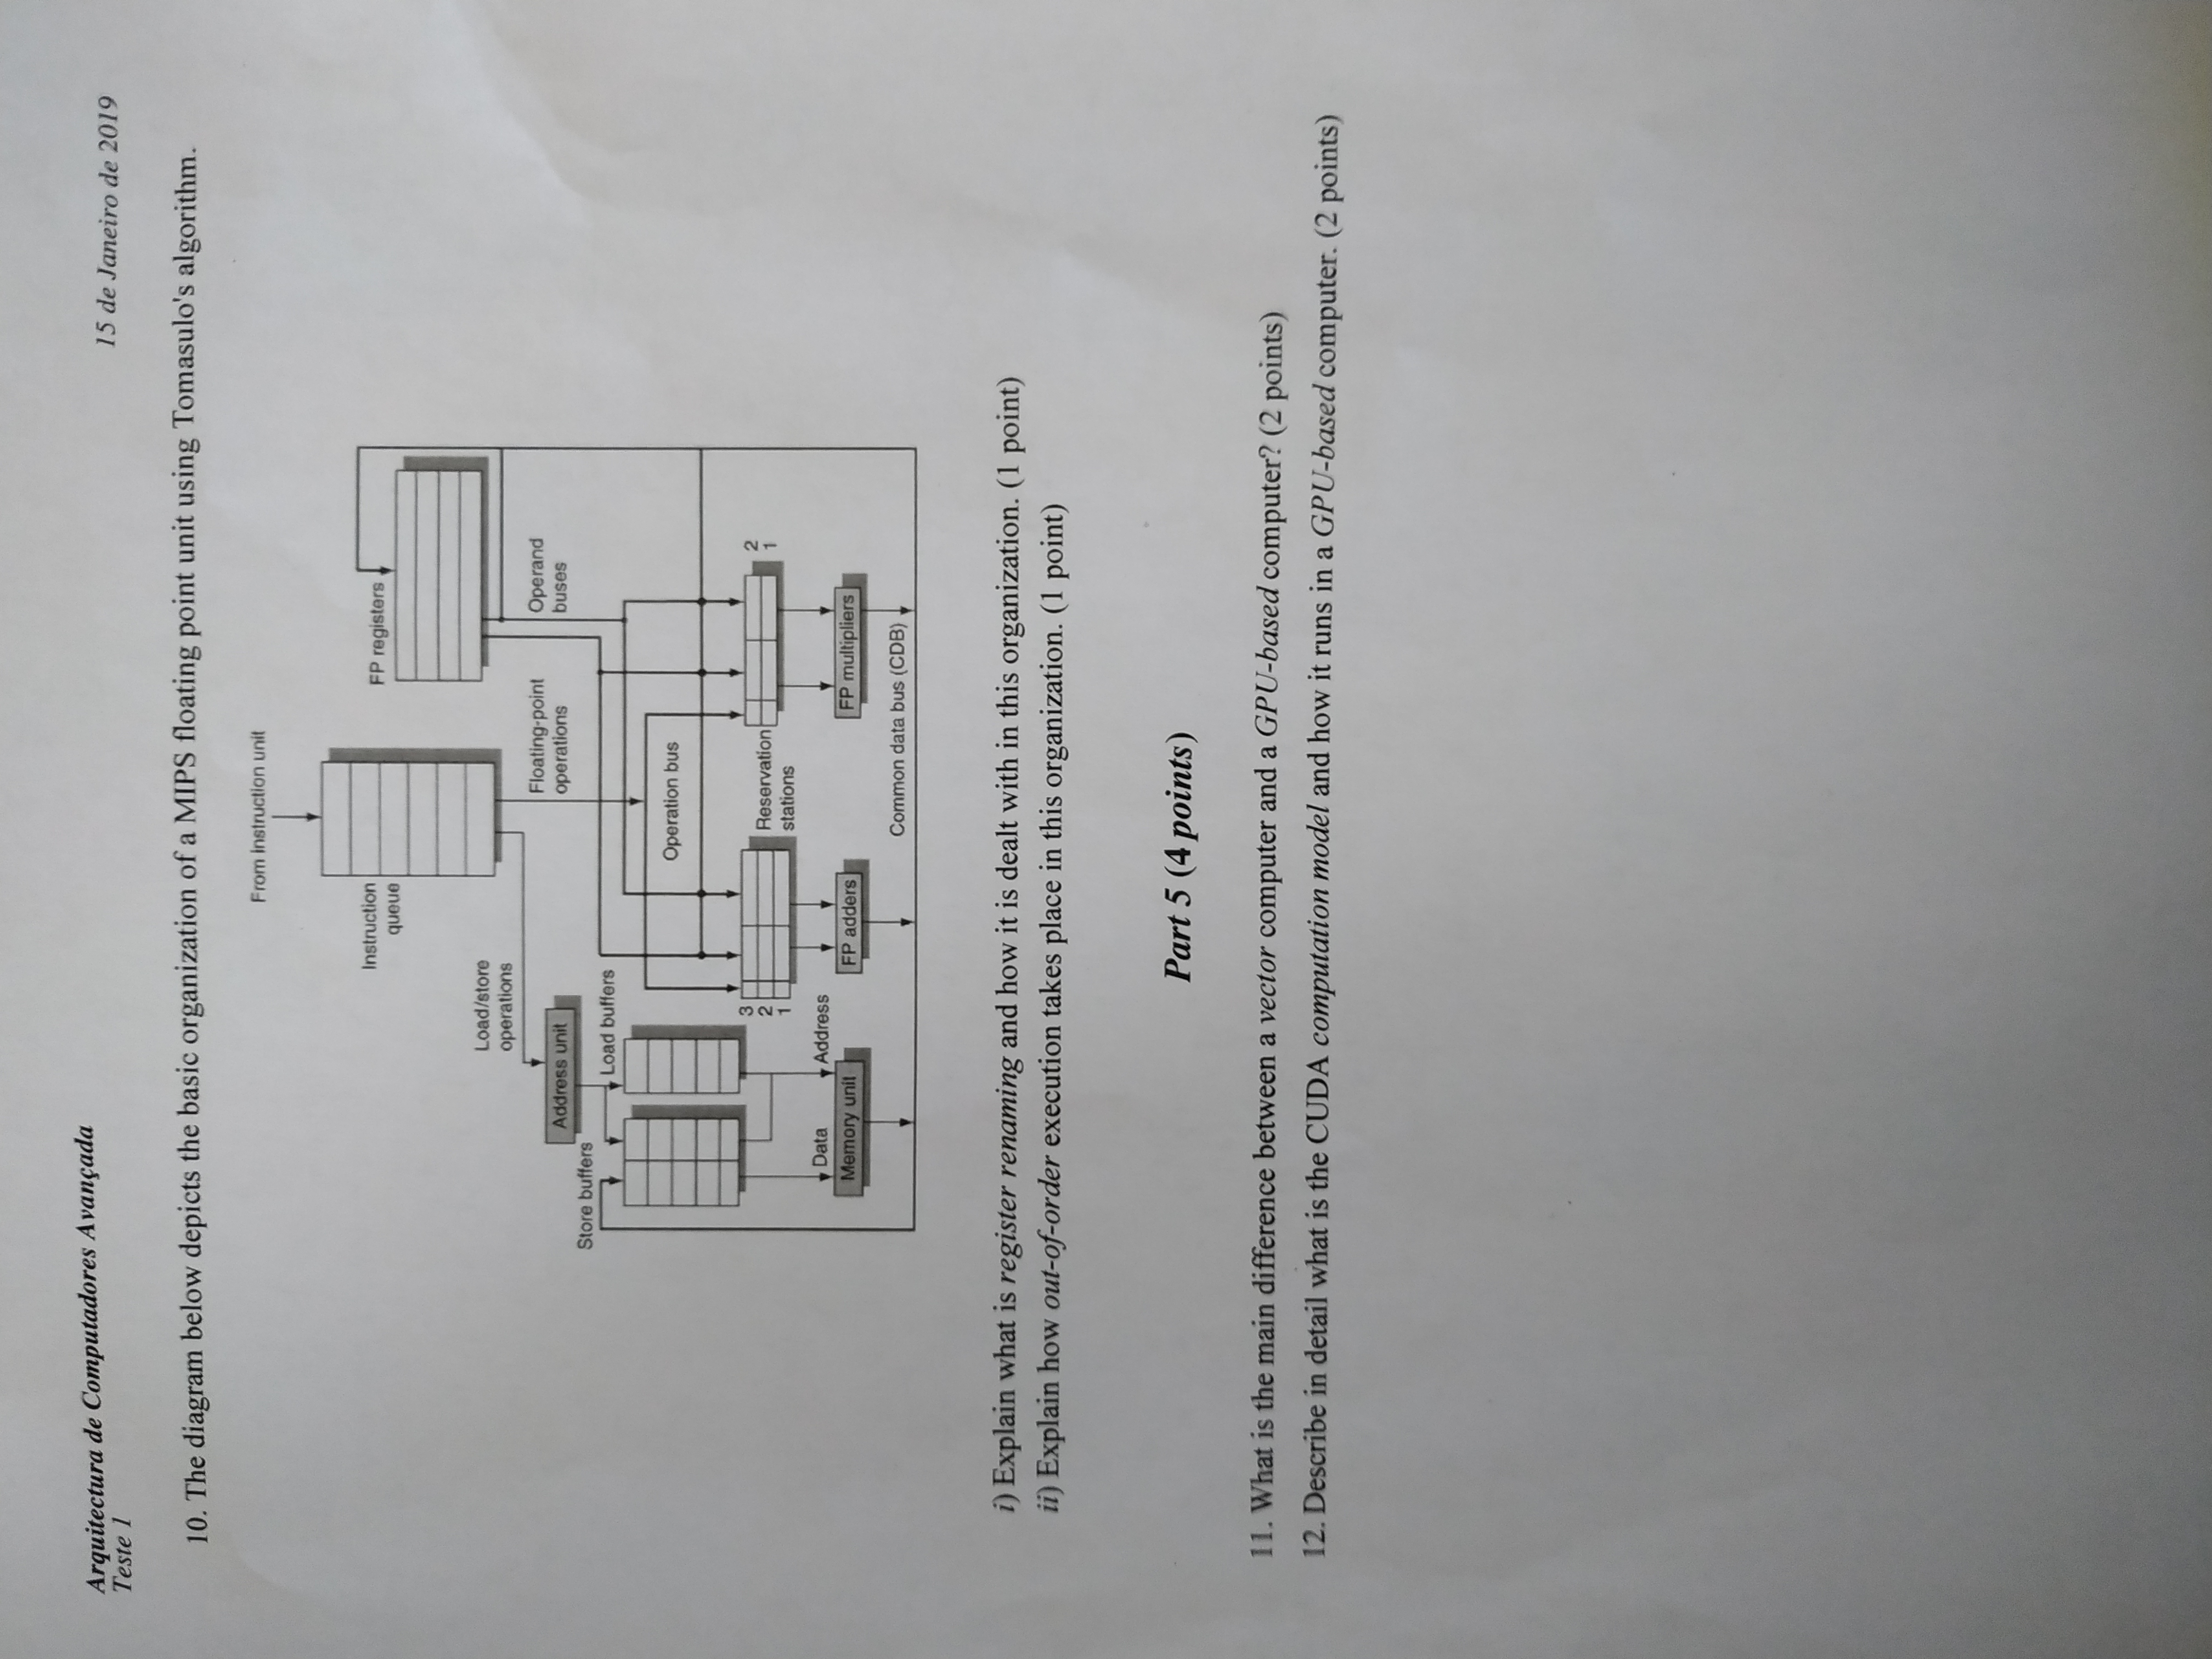 Arquitectura de Computadores Avançada
Teste 1
15 de Janeiro de 2019
10. The diagram below depicts the basic organization of a MIPS floating point unit using Tomasulo's algorithm.
From instruction unit
Instruction
queue
FP registers
Load/store
operations
Floating-point
operations
Operand
buses
Address unit
Store buffers
Load buffers
Operation bus
3
2
1
Reservation
stations
2
1
Data
Address
Memory unit
FP adders
FP multipliers
Common data bus (CDB)
i) Explain what is register renaming and how it is dealt with in this organization. (1 point)
ii) Explain how out-of-order execution takes place in this organization. (1 point)
Part 5 (4 points)
11. What is the main difference between a vector computer and a GPU-based computer? (2 points)
12. Describe in detail what is the CUDA computation model and how it runs in a GPU-based computer. (2 points)